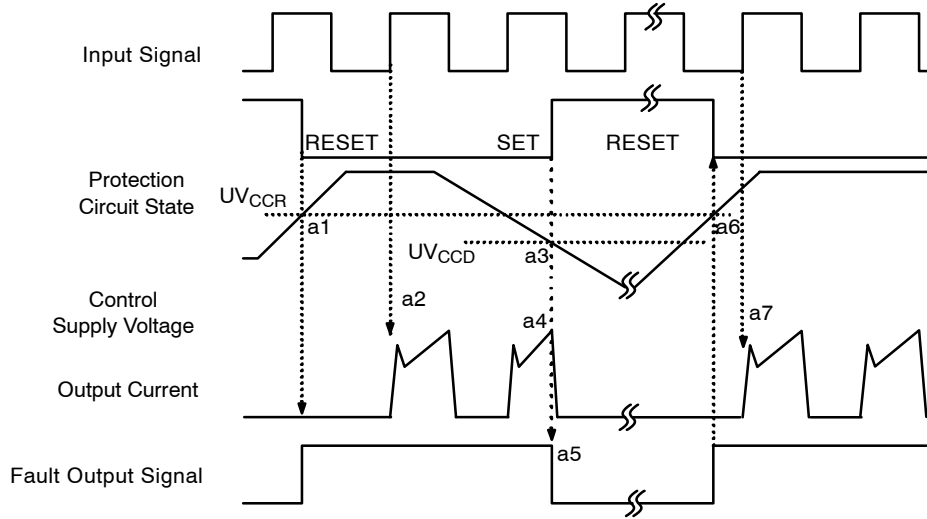 Input Signal
RESET
SET
RESET
Protection
Circuit State
UVCCR
a1
a6
UVCCD
a3
Control
Supply Voltage
a2
a4
a7
Output Current
a5
Fault Output Signal